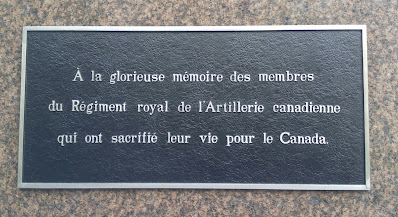 À la glorieuse mémoire des membres
du Régiment royal de l'Artillerie canadienne
qui ont sacrifié leur vie pour le Canada.